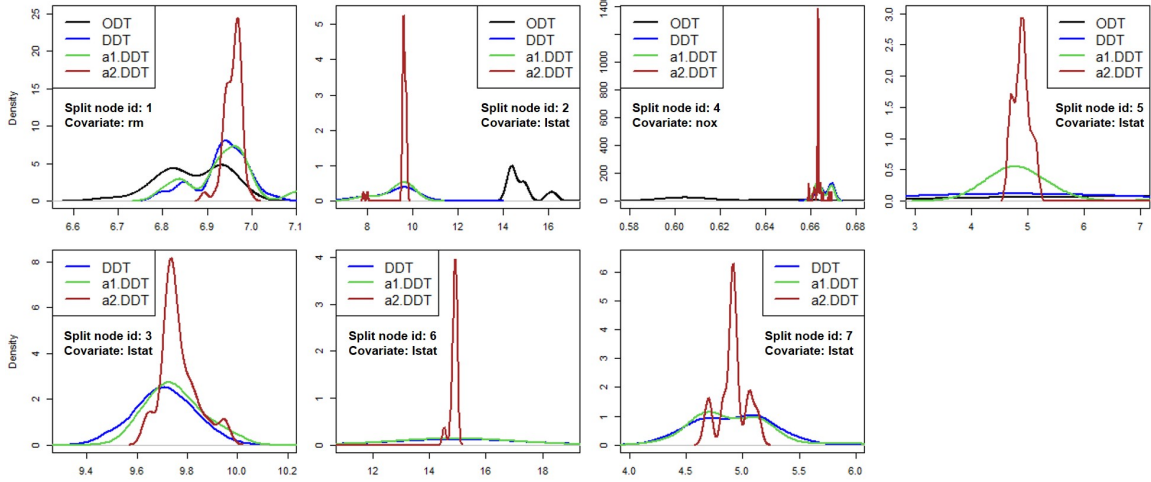 Density
25
20
15
10
5
0
ODT
DDT
a1.DDT
a2.DDT
Split node id: 1
Covariate: rm
6.6 6.7 6.8 6.9 7.0 7.1
5
4
3
2
1
0
ODT
DDT
a1.DDT
a2.DDT
Split node id: 2
Covariate: lstat
8 10 12 14 16
1400
1000
800
600
400
200
0
ODT
DDT
a1.DDT
a2.DDT
Split node id: 4
Covariate: nox
0.58 0.60 0.62 0.64 0.66 0.68
3.0
2.5
2.0
1.5
1.0
0.5
0.0
ODT
DDT
a1.DDT
a2.DDT
Split node id: 5
Covariate: lstat
3 4 5 6 7
Density
8
6
4
2
0
DDT
a1.DDT
a2.DDT
Split node id: 3
Covariate: lstat
9.4 9.6 9.8 10.0 10.2
4
3
2
1
0
DDT
a1.DDT
a2.DDT
Split node id: 6
Covariate: lstat
12 14 16 18
6
5
4
3
2
1
0
DDT
a1.DDT
a2.DDT
Split node id: 7
Covariate: lstat
4.0 4.5 5.0 5.5 6.0